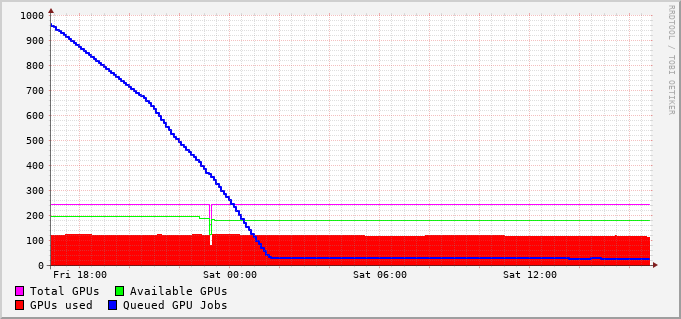 RRDTOOL / TOBI OETIKER
1000
900
800
700
600
500
400
300
200
100
0
Fri 18:00 Sat 00:00 Sat 06:00 Sat 12:00
Total GPUs Available GPUs
GPUs used Queued GPU Jobs